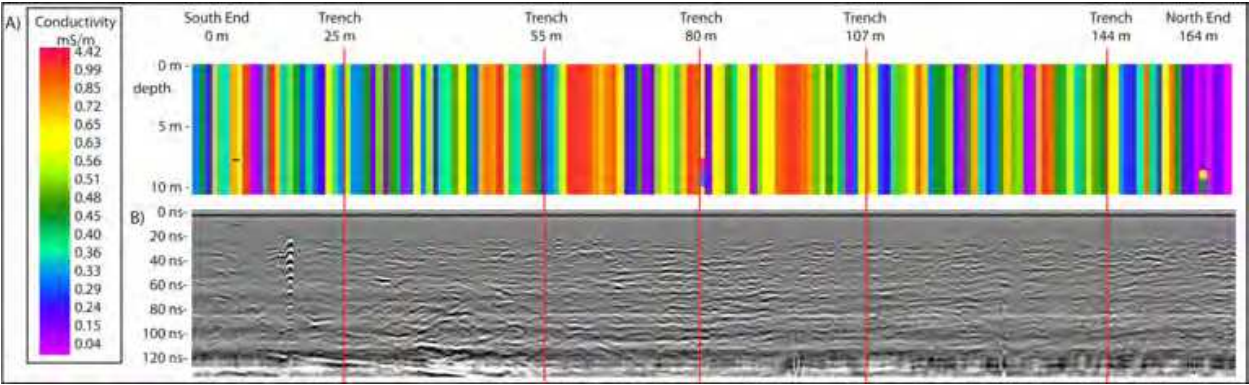 A)
Conductivity
mS/m
4.42
0.99
0.85
0.72
0.65
0.63
0.56
0.51
0.48
0.45
0.40
0.36
0.33
0.29
0.24
0.15
0.04
South End
0 m
Trench
25 m
Trench
55 m
Trench
80 m
Trench
107 m
Trench
144 m
North End
164 m
0 m
depth
5 m
10 m
B)
0 ns
20 ns
40 ns
60 ns
80 ns
100 ns
120 ns